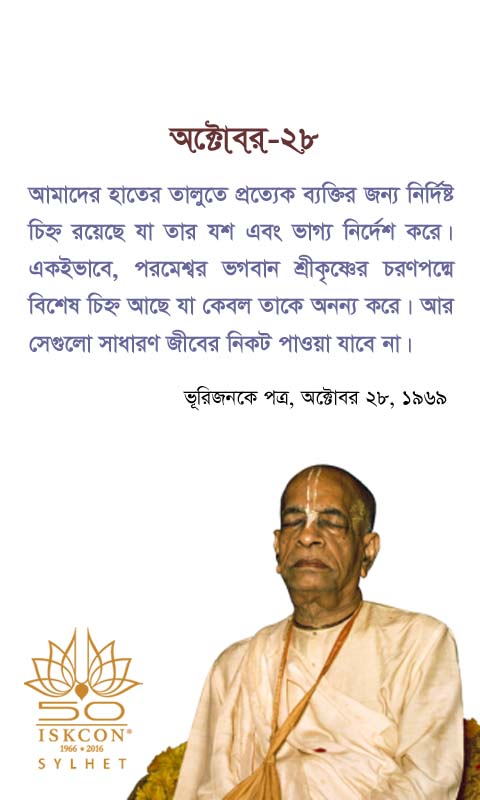 অক্টোবর-২৮
আমাদের হাতের তালুতে প্রত্যেক ব্যক্তির জন্য নির্দিষ্ট
চিহ্ন রয়েছে যা তার যশ এবং ভাগ্য নির্দেশ করে।
একইভাবে, পরমেশ্বর ভগবান শ্রীকৃষ্ণের চরণপদ্মে
বিশেষ চিহ্ন আছে যা কেবল তাকে অনন্য করে। আর
সেগুলো সাধারণ জীবের নিকট পাওয়া যাবে না।
ভূরিজনকে পত্র, অক্টোবর ২৮, ১৯৬৯
50
ISKCON®
1966 • 2016
SYLHET